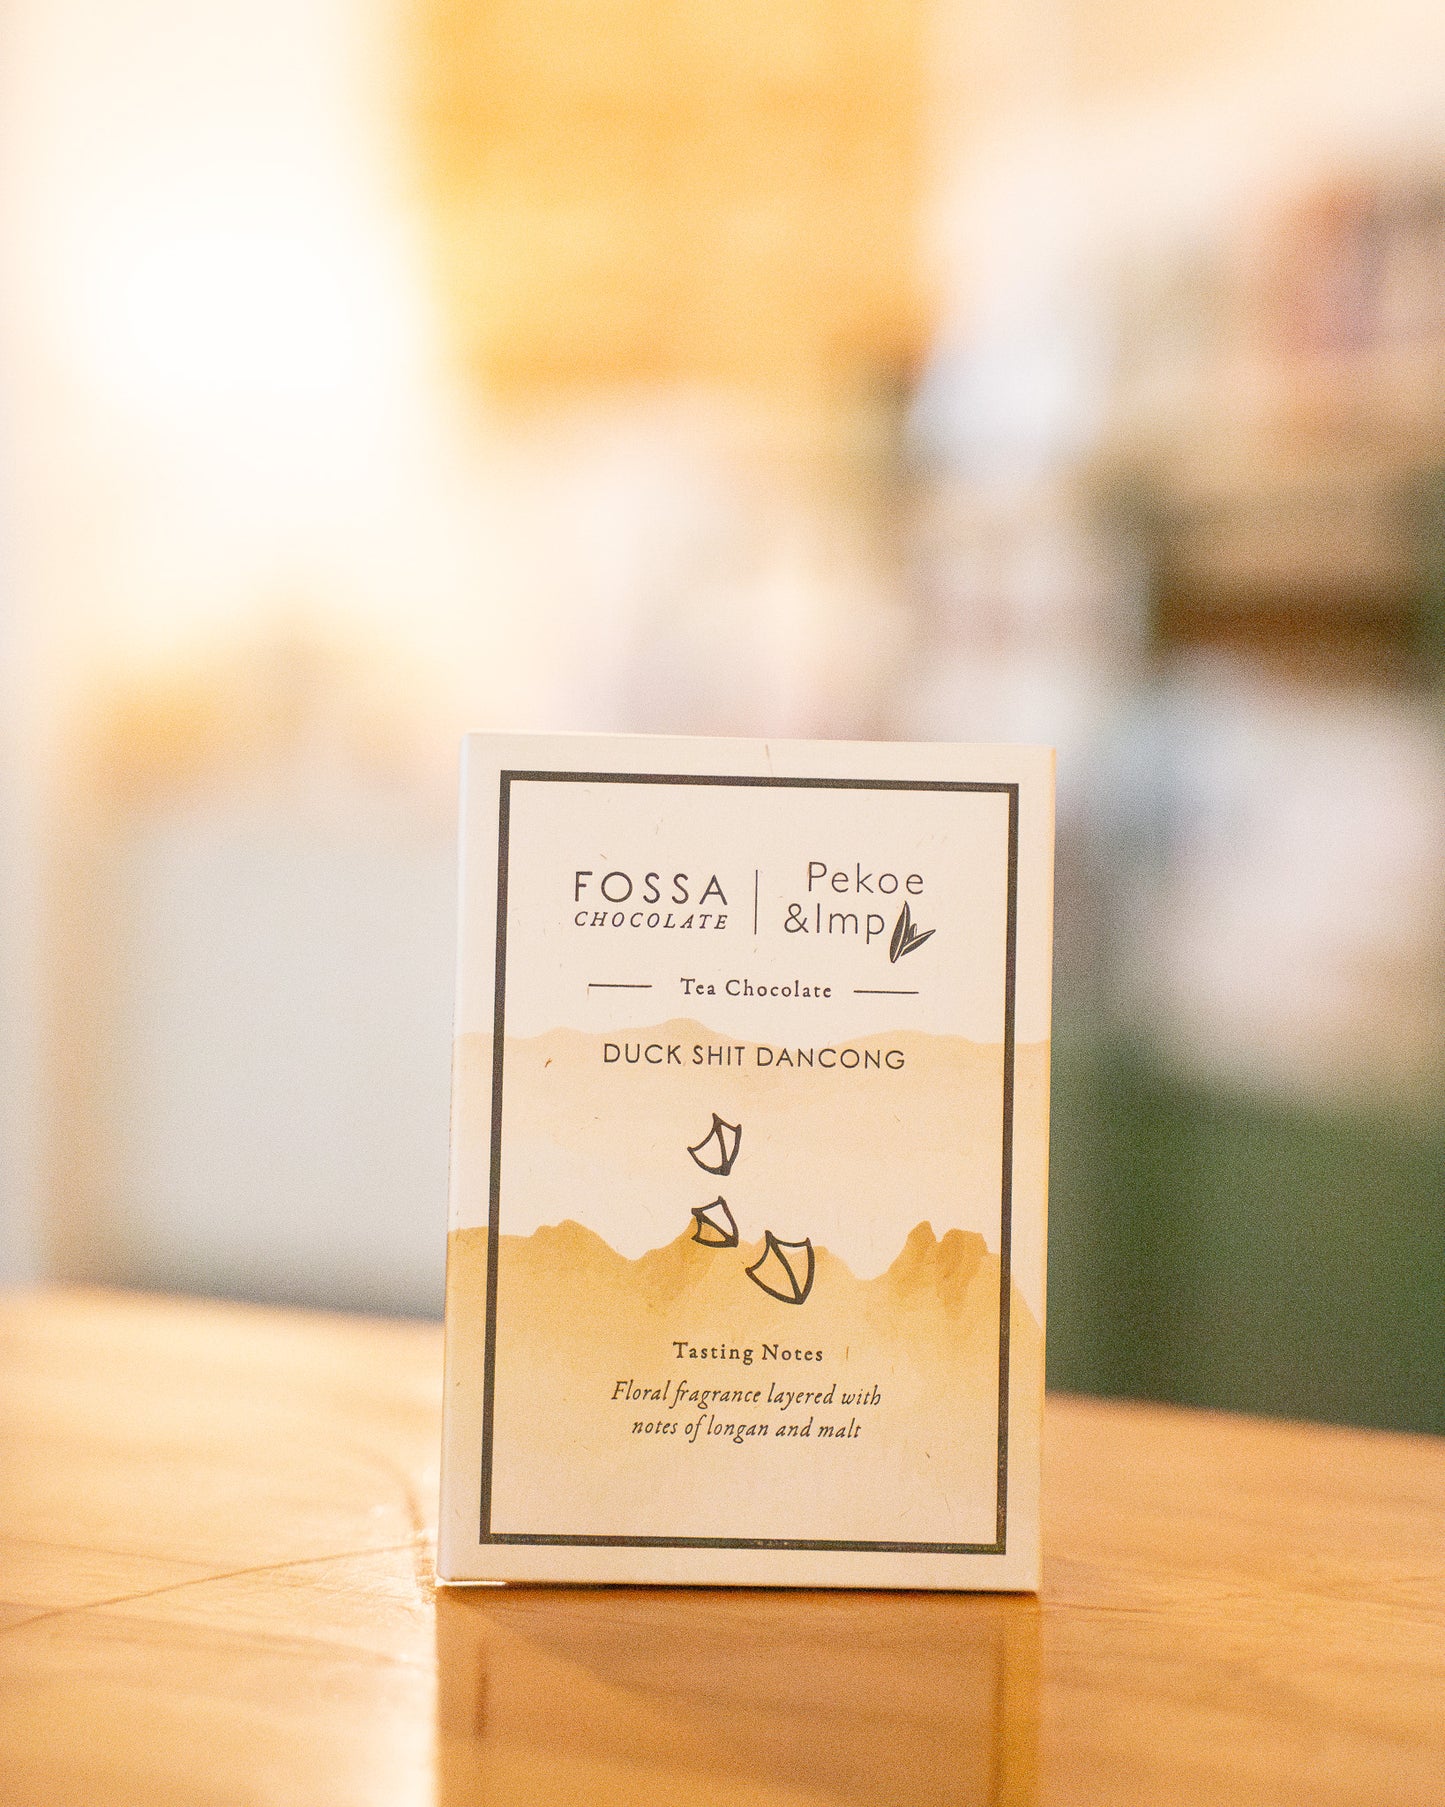 FOSSA
CHOCOLATE
Pekoe
&Imp
Tea Chocolate
DUCK SHIT DANCONG
Tasting Notes
Floral fragrance layered with
notes of longan and malt